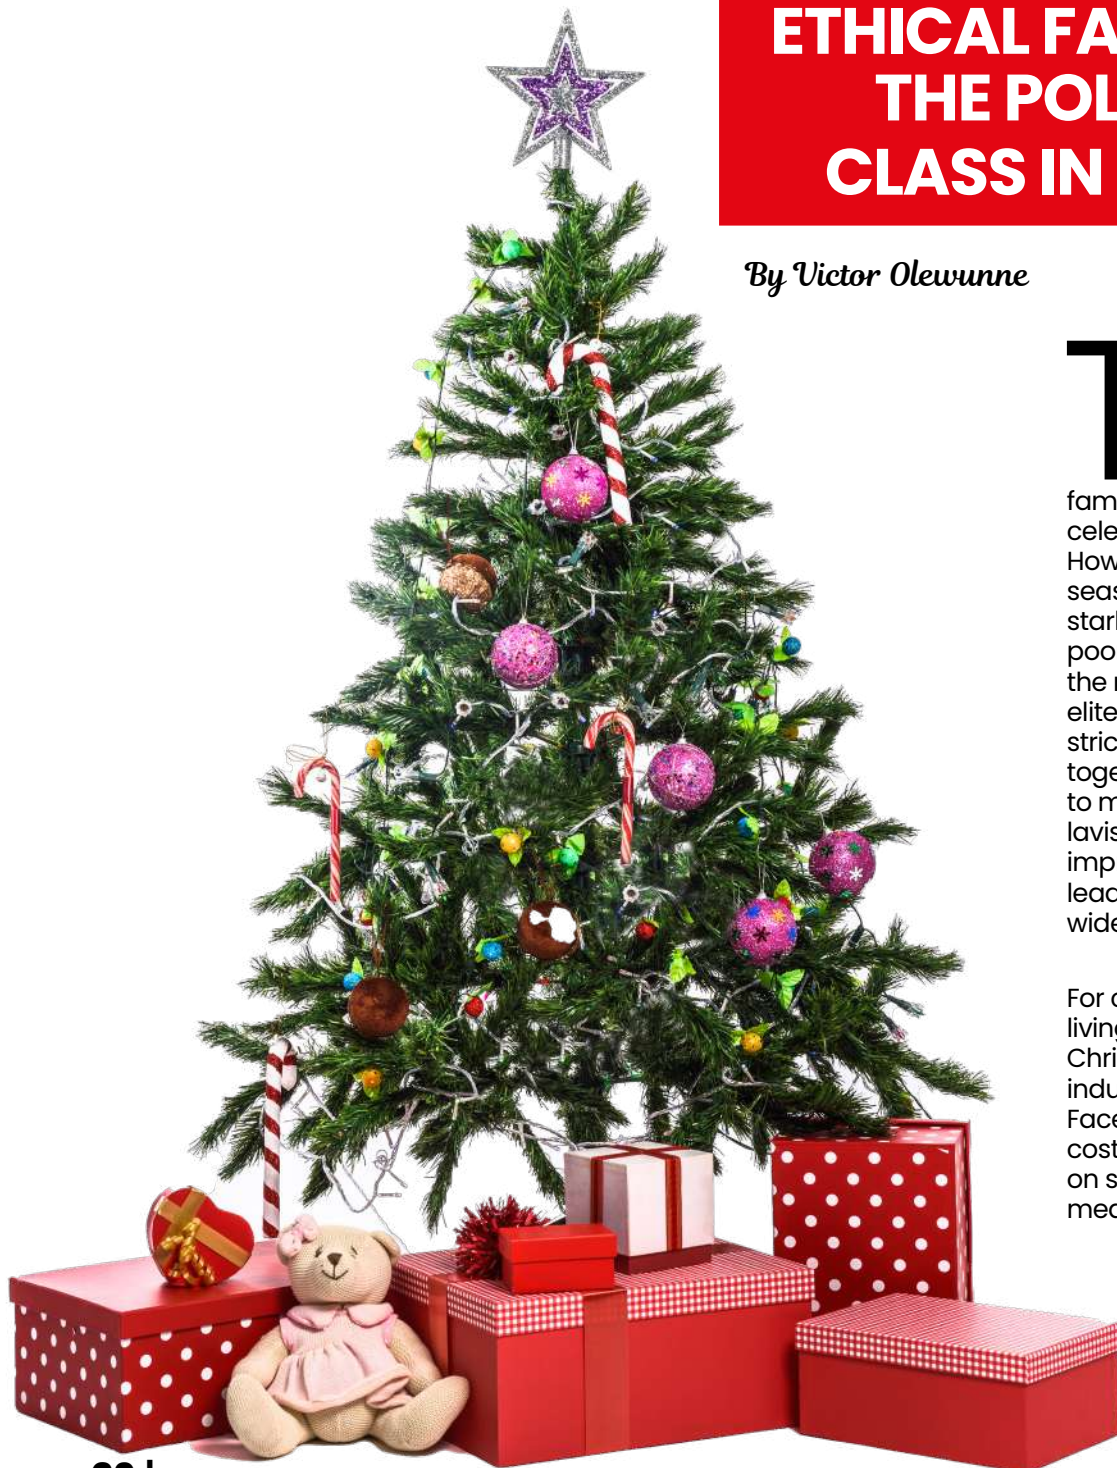 ETHICAL FA
THE POL
CLASS IN
By Victor Olewunne
T
fam
cele
How
seas
star
poo
the
elite
stric
toge
to m
lavis
imp
lead
wide
For
living
Chri
indu
Face
cost
on s
med